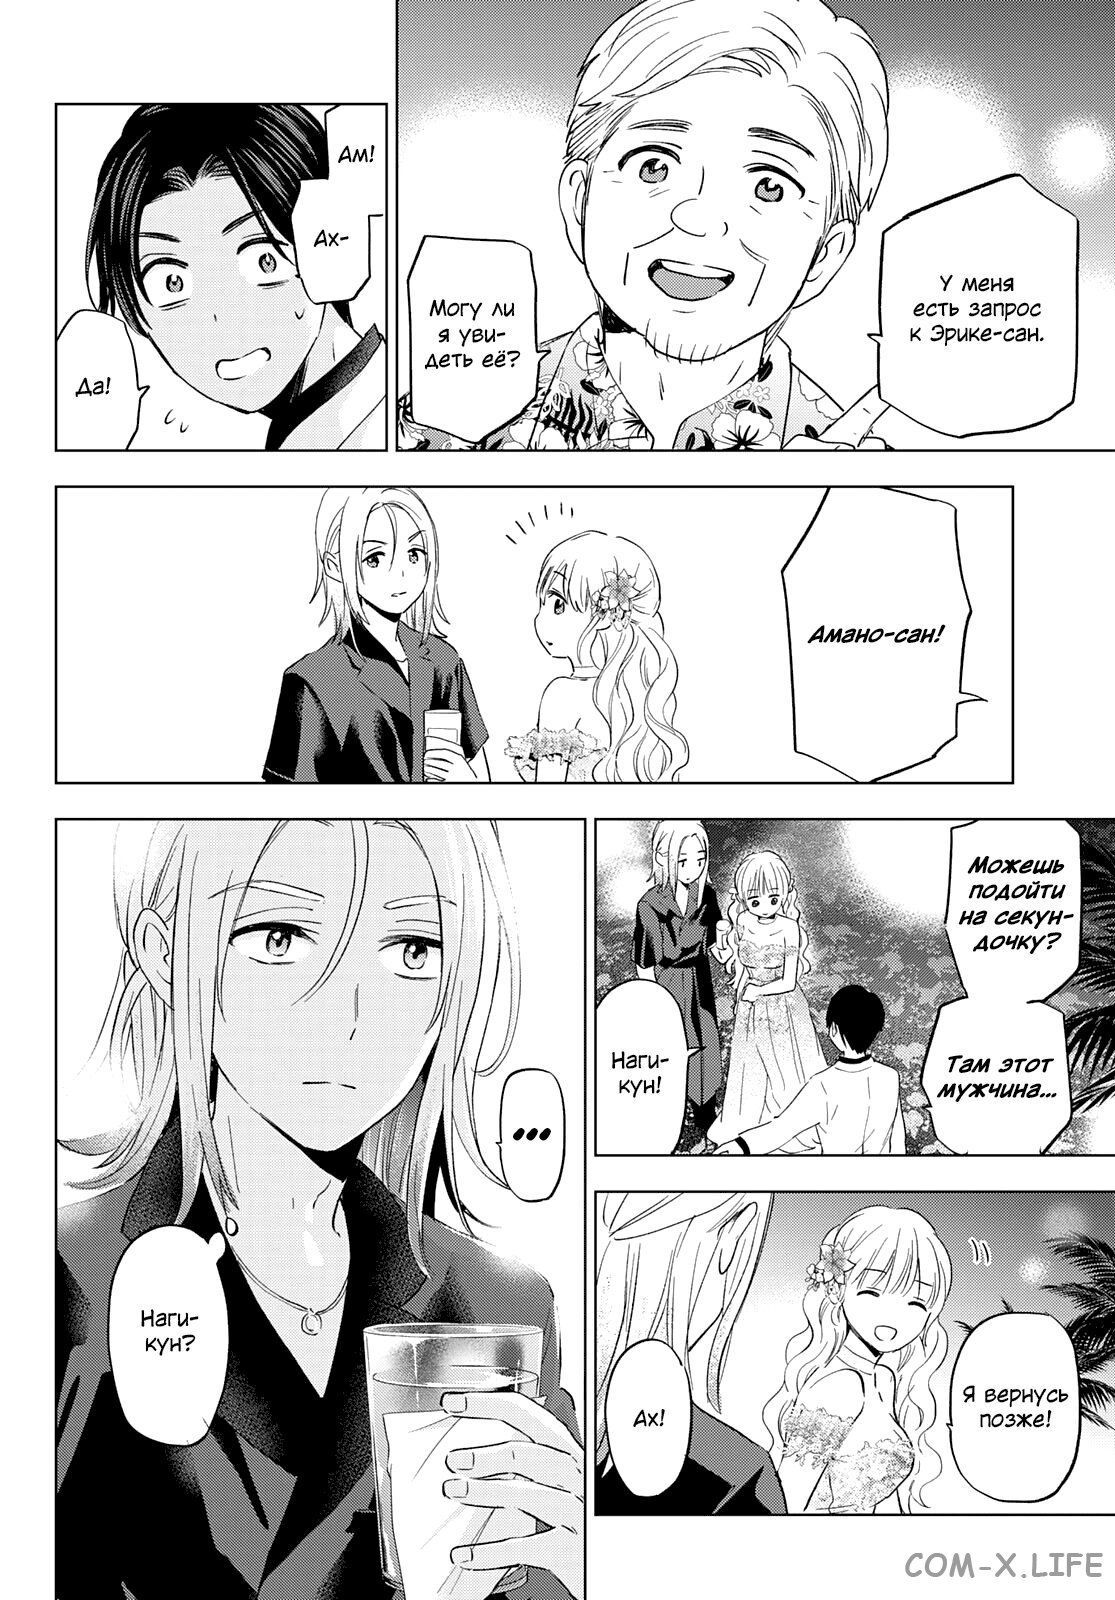 У меня
есть запрос
к Эрике-сан.
Могу ли
я уви-
деть её?
Ам!
Ах-
Да!
Амано-сан!
Можешь
подойти
на секун-
дочку?
Там этот
мужчина...
Наги-
кун!
Я вернусь
позже!
Ах!
...
Наги-
кун?
COM-X.LIFE